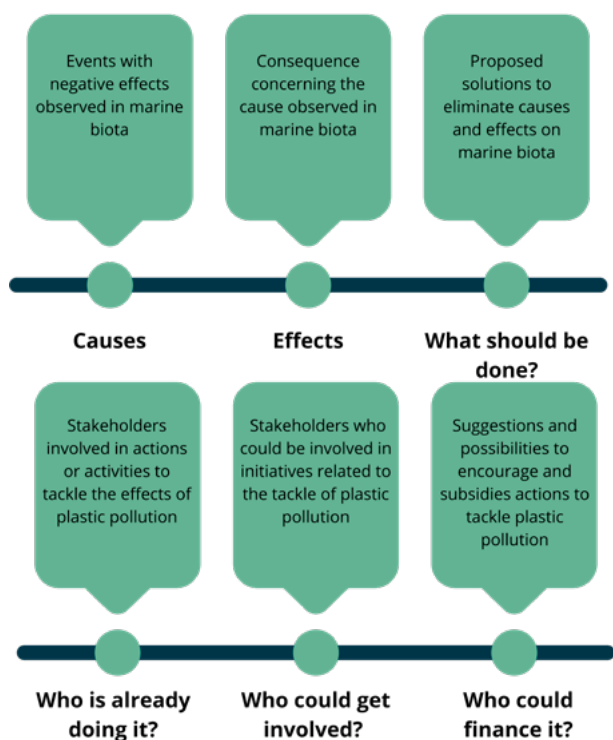 Events with
negative effects
observed in marine
biota
Consequence
concerning the
cause observed in
marine biota
Proposed
solutions to
eliminate causes
and effects on
marine biota
Causes
Effects
What should be
done?
Stakeholders
involved in actions
or activities to
tackle the effects of
plastic pollution
Stakeholders who
could be involved in
initiatives related to
the tackle of plastic
pollution
Suggestions and
possibilities to
encourage and
subsidies actions to
tackle plastic
pollution
Who is already
doing it?
Who could get
involved?
Who could
finance it?